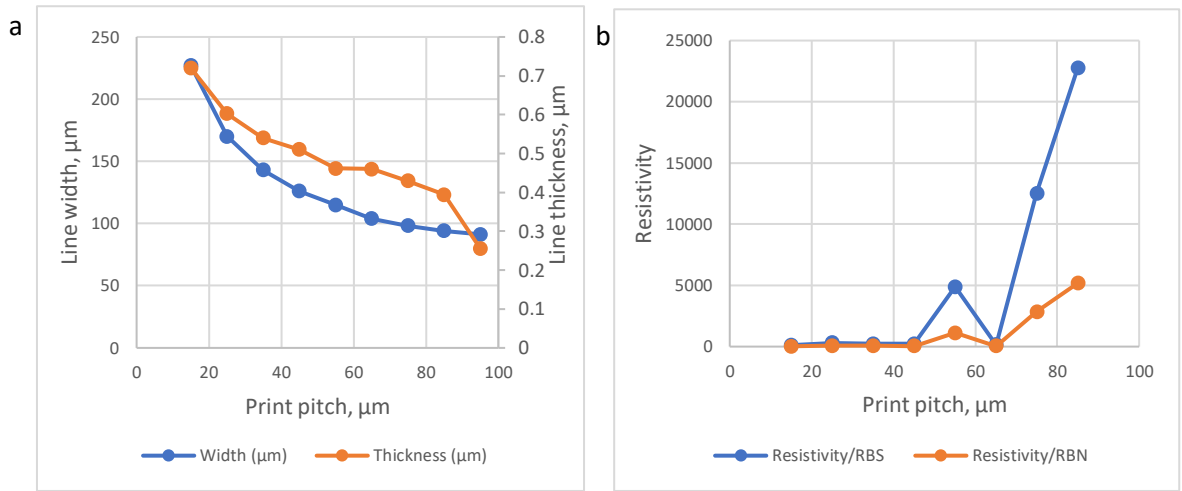 a
250
200
150
100
50
0
Line width, µm
0.8
0.7
0.6
0.5
0.4
0.3
0.2
0.1
0
Line thickness, µm
0 20 40 60 80 100
Print pitch, µm
Width (µm) Thickness (µm)
b
25000
20000
15000
10000
5000
0
Resistivity
0 20 40 60 80 100
Print pitch, µm
Resistivity/RBS Resistivity/RBN